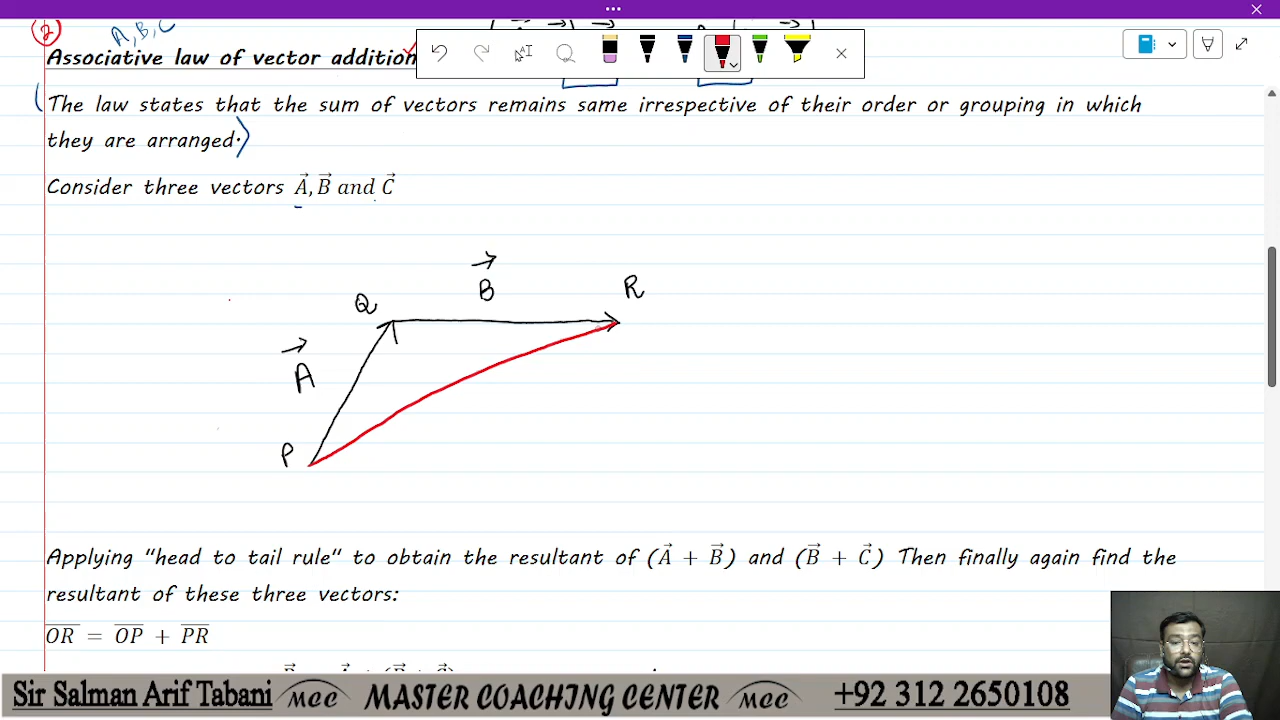 2
A, B, C
Associative law of vector addition
The law states that the sum of vectors remains same irrespective of their order or grouping in which
they are arranged.
Consider three vectors A⃗, B⃗ and C⃗
B⃗
Q
R
A⃗
P
Applying “head to tail rule“ to obtain the resultant of (A⃗ + B⃗) and (B⃗ + C⃗) Then finally again find the
resultant of these three vectors:
O̅R̅ = O̅P̅ + P̅R̅
Sir Salman Arif Tabani MCC MASTER COACHING CENTER MCC +92 312 2650108